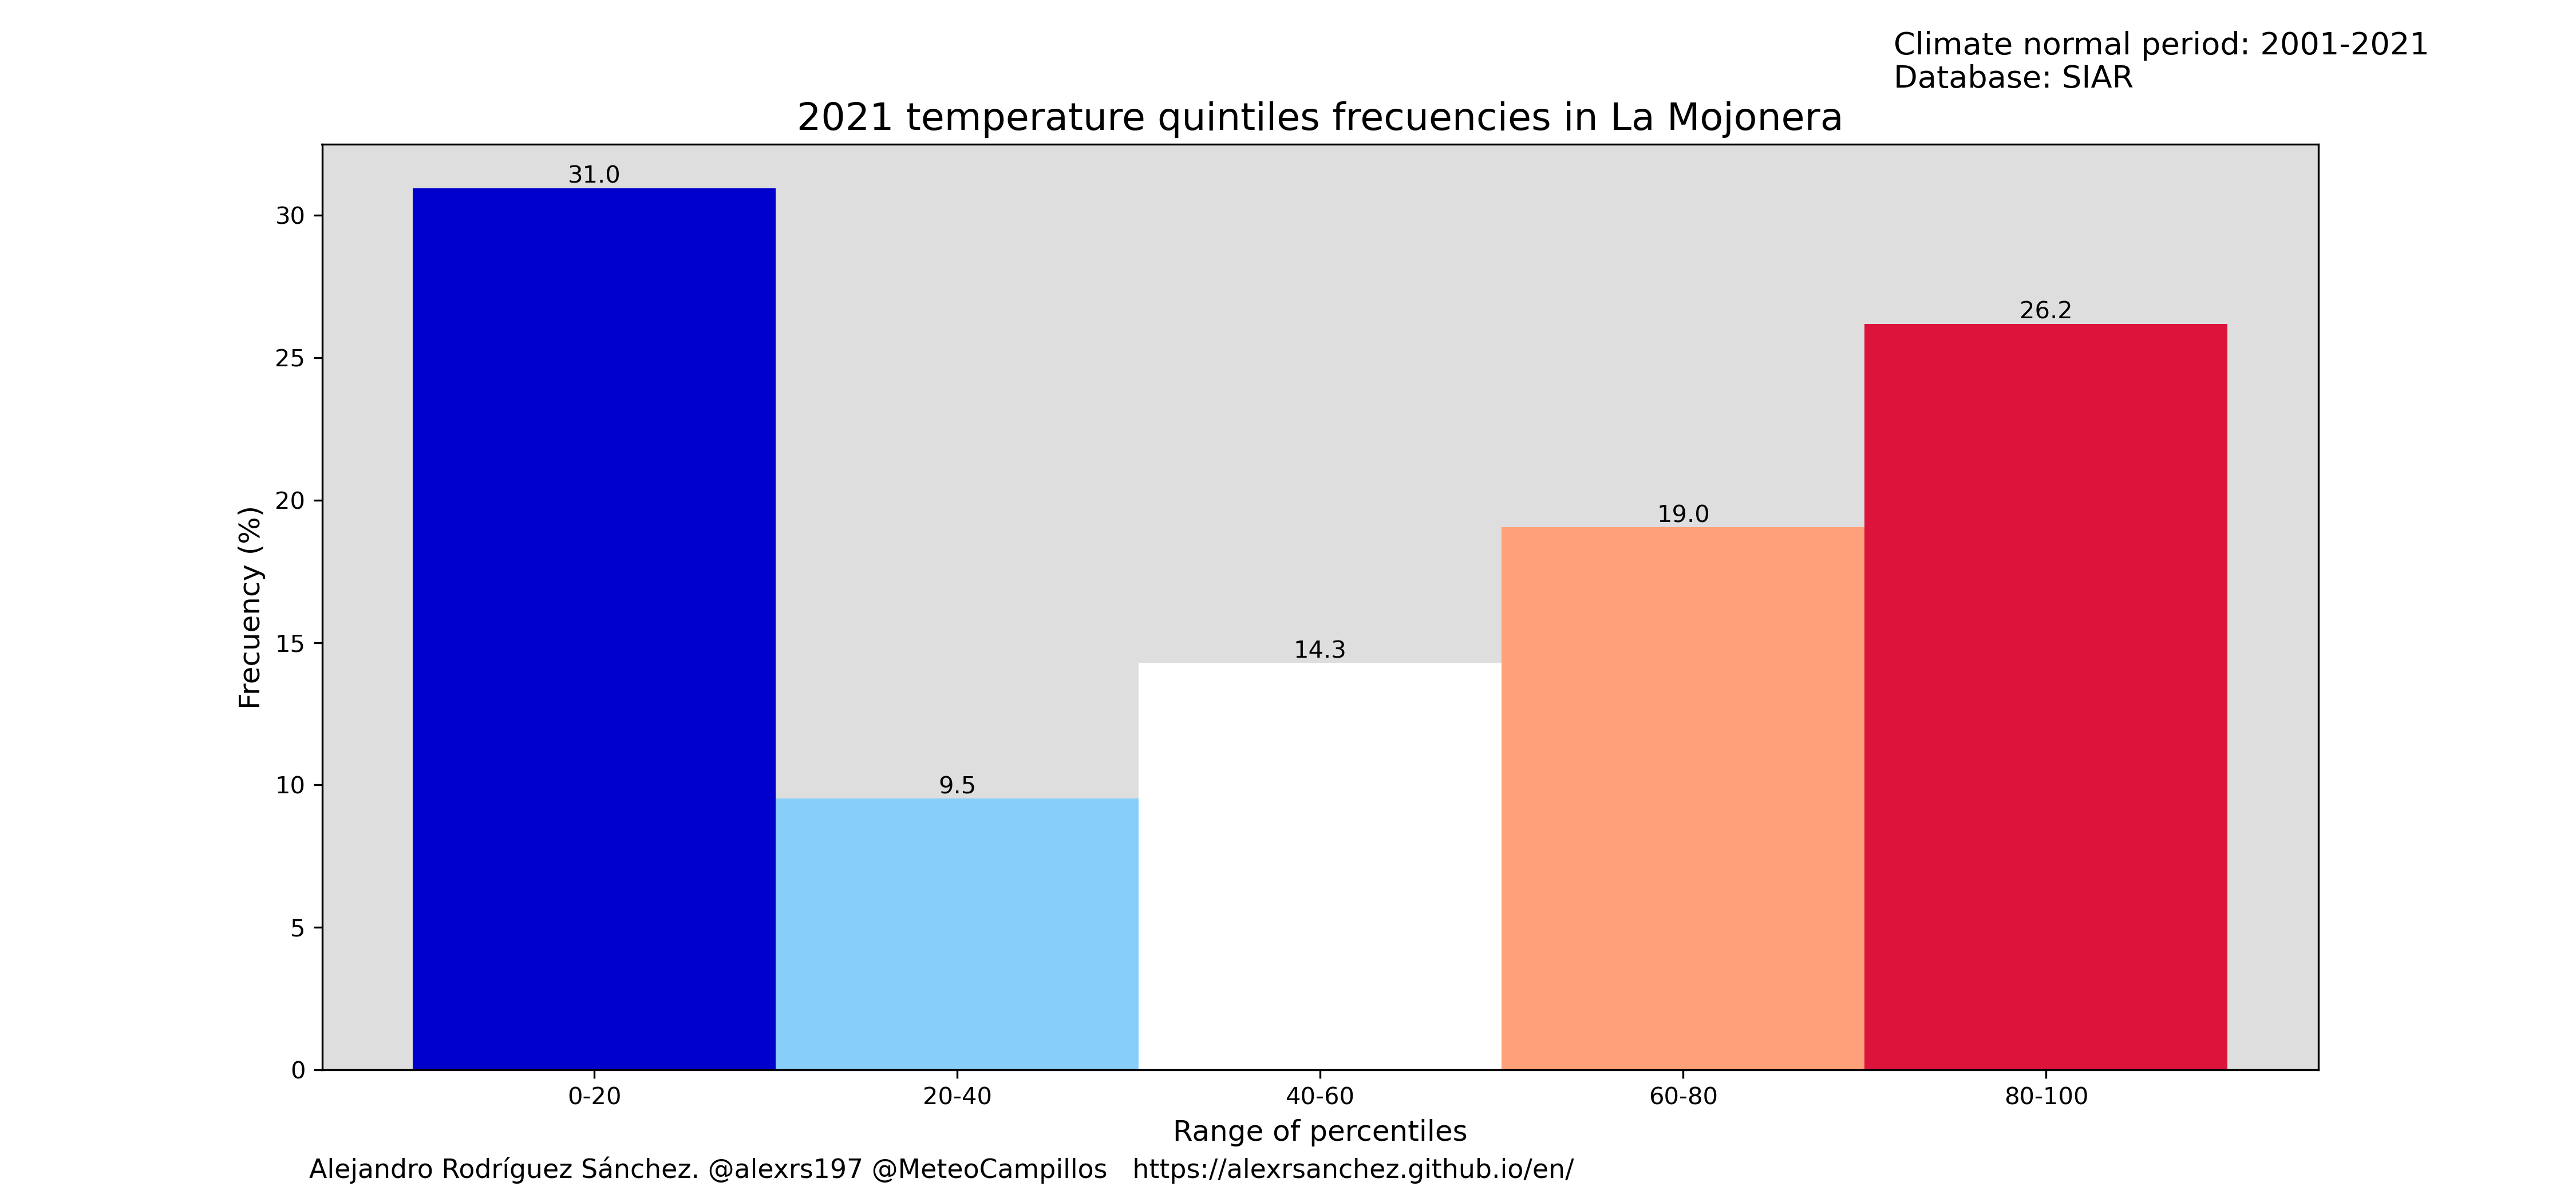 Climate normal period: 2001-2021
Database: SIAR
2021 temperature quintiles frecuencies in La Mojonera
31.0
26.2
19.0
14.3
9.5
30
25
20
15
10
5
0
Frecuency (%)
0-20 20-40 40-60 60-80 80-100
Range of percentiles
Alejandro Rodríguez Sánchez. @alexrs197 @MeteoCampillos https://alexrsanchez.github.io/en/